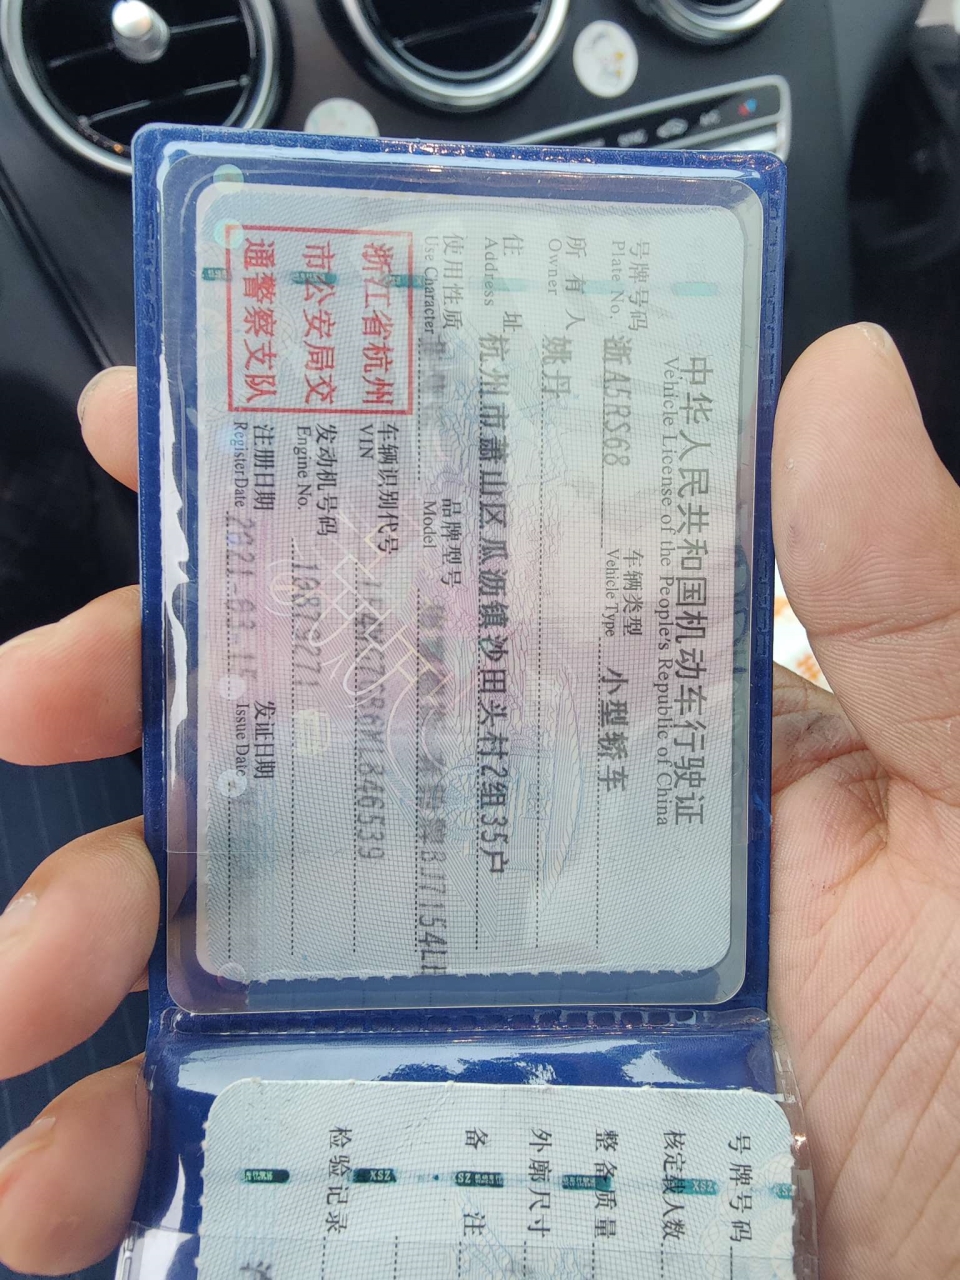 中华人民共和国机动车行驶证
Vehicle License of the People's Republic of China
号牌号码 浙A5RS68 车辆类型 小型轿车
Plate No. Vehicle Type
所有人 姚丹
Owner
住址 杭州市萧山区瓜沥镇沙田头村2组35户
Address
使用性质 品牌型号
Use Character Model
浙江省杭州
市公安局交
通警察支队
车辆识别代号
VIN
发动机号码 19879271
Engine No.
注册日期 发证日期
Register Date Issue Date
号牌号码
核定载人数
整备质量
外廓尺寸
备注
检验记录